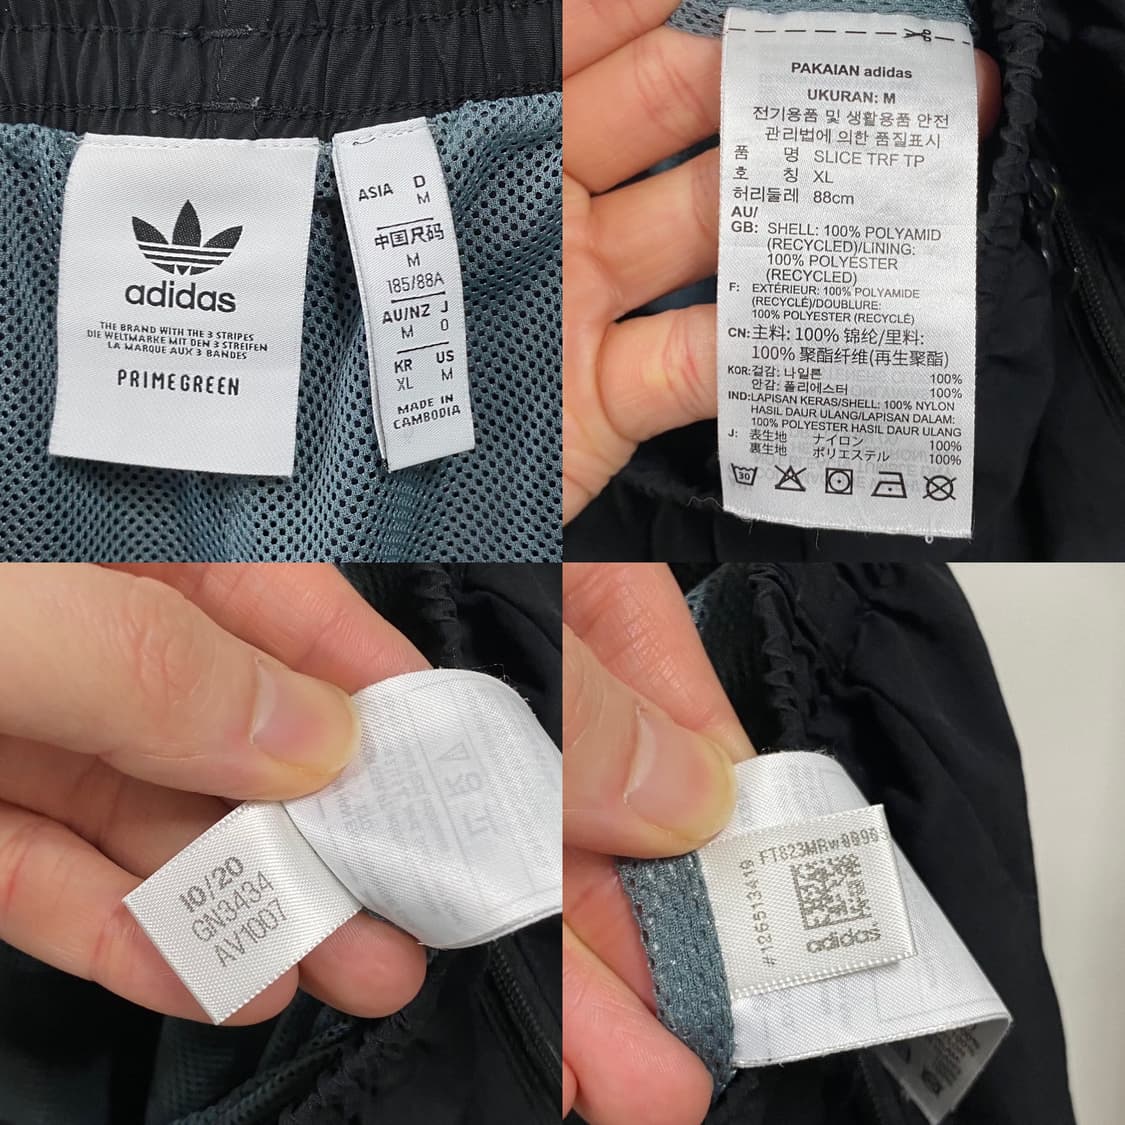 adidas
THE BRAND WITH THE 3 STRIPES
DIE WELTMARKE MIT DEN 3 STREIFEN
LA MARQUE AUX 3 BANDES
PRIMEGREEN
ASIA D
M
中国尺码
M
185/88A
AU/NZ J
M O
KR US
XL M
MADE IN
CAMBODIA
PAKAIAN adidas
UKURAN: M
전기용품 및 생활용품 안전
관리법에 의한 품질표시
품 명 SLICE TRF TP
호 칭 XL
허리둘레 88cm
AU/
GB: SHELL: 100% POLYAMID
(RECYCLED)/LINING:
100% POLYESTER
(RECYCLED)
F: EXTÉRIEUR: 100% POLYAMIDE
(RECYCLÉ)/DOUBLURE:
100% POLYESTER (RECYCLÉ)
CN: 主料: 100% 锦纶/里料:
100% 聚酯纤维(再生聚酯)
KOR: 겉감: 나일론 100%
안감: 폴리에스터 100%
IND: LAPISAN KERAS/SHELL: 100% NYLON
HASIL DAUR ULANG/LAPISAN DALAM:
100% POLYESTER HASIL DAUR ULANG
J: 表生地 ナイロン 100%
裏生地 ポリエステル 100%
30
10/20
GN3434
AV1007
#125513419
adidas